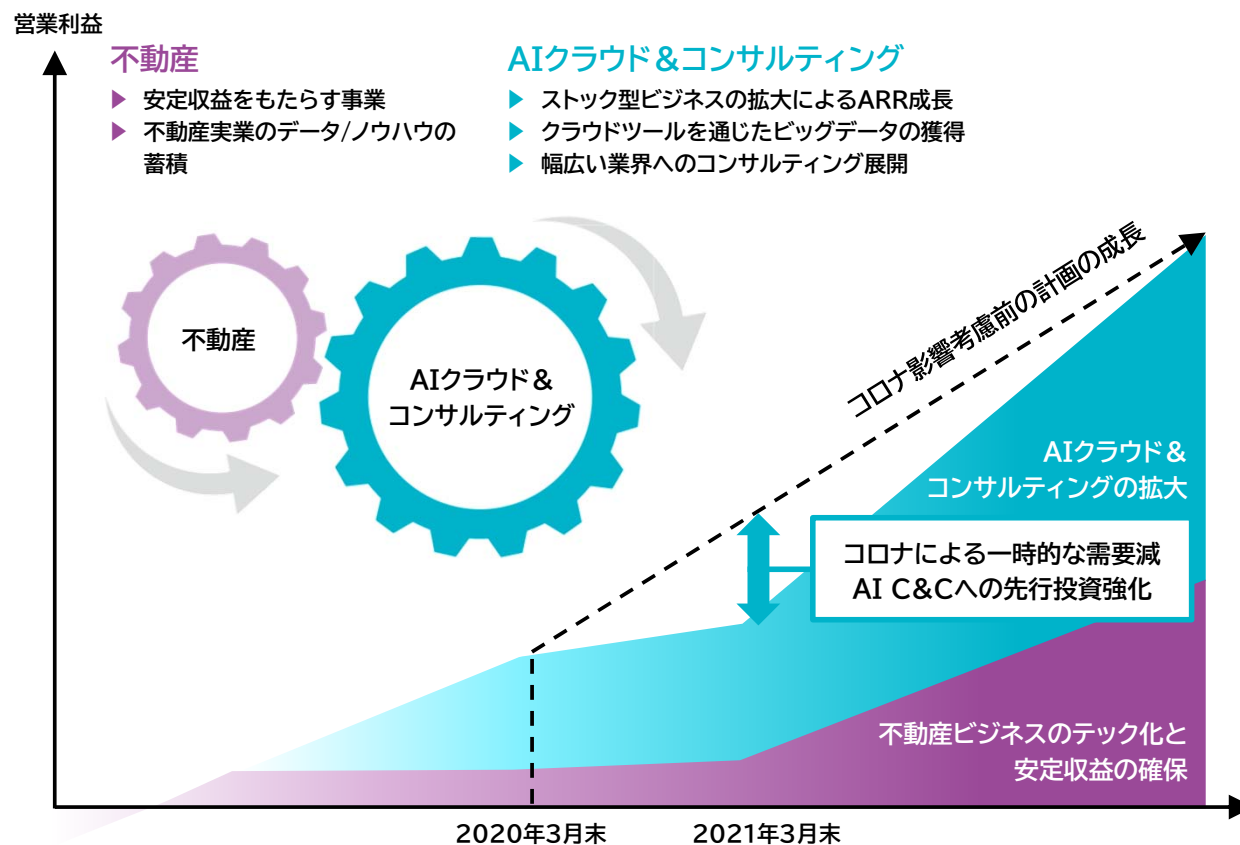 営業利益
不動産
▶ 安定収益をもたらす事業
▶ 不動産実業のデータ/ノウハウの
蓄積
AIクラウド&コンサルティング
▶ ストック型ビジネスの拡大によるARR成長
▶ クラウドツールを通じたビッグデータの獲得
▶ 幅広い業界へのコンサルティング展開
不動産
AIクラウド&
コンサルティング
コロナ影響考慮前の計画の成長
AIクラウド&
コンサルティングの拡大
コロナによる一時的な需要減
AI C&Cへの先行投資強化
不動産ビジネスのテック化と
安定収益の確保
2020年3月末
2021年3月末